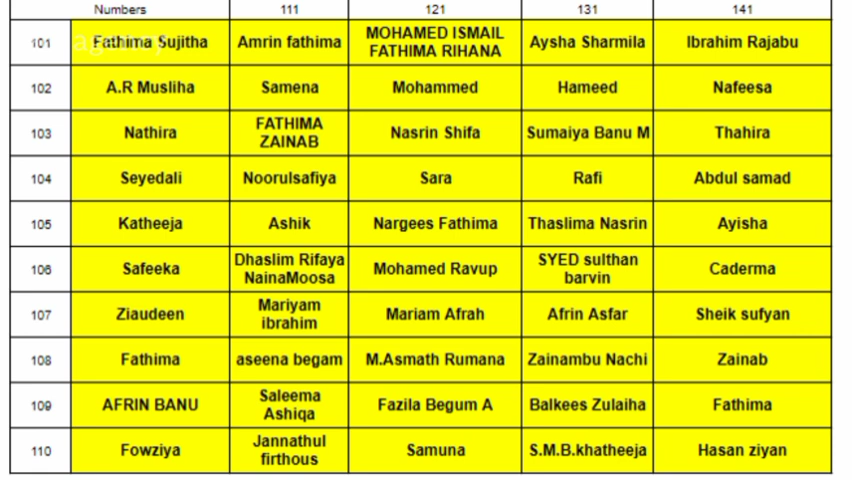 Numbers 111 121 131 141
101 Fathima Sujitha Amrin fathima MOHAMED ISMAIL FATHIMA RIHANA Aysha Sharmila Ibrahim Rajabu
agency
102 A.R Musliha Samena Mohammed Hameed Nafeesa
103 Nathira FATHIMA ZAINAB Nasrin Shifa Sumaiya Banu M Thahira
104 Seyedali Noorulsafiya Sara Rafi Abdul samad
105 Katheeja Ashik Nargees Fathima Thaslima Nasrin Ayisha
106 Safeeka Dhaslim Rifaya NainaMoosa Mohamed Ravup SYED sulthan barvin Caderma
107 Ziaudeen Mariyam ibrahim Mariam Afrah Afrin Asfar Sheik sufyan
108 Fathima aseena begam M.Asmath Rumana Zainambu Nachi Zainab
109 AFRIN BANU Saleema Ashiqa Fazila Begum A Balkees Zulaiha Fathima
110 Fowziya Jannathul firthous Samuna S.M.B.khatheeja Hasan ziyan